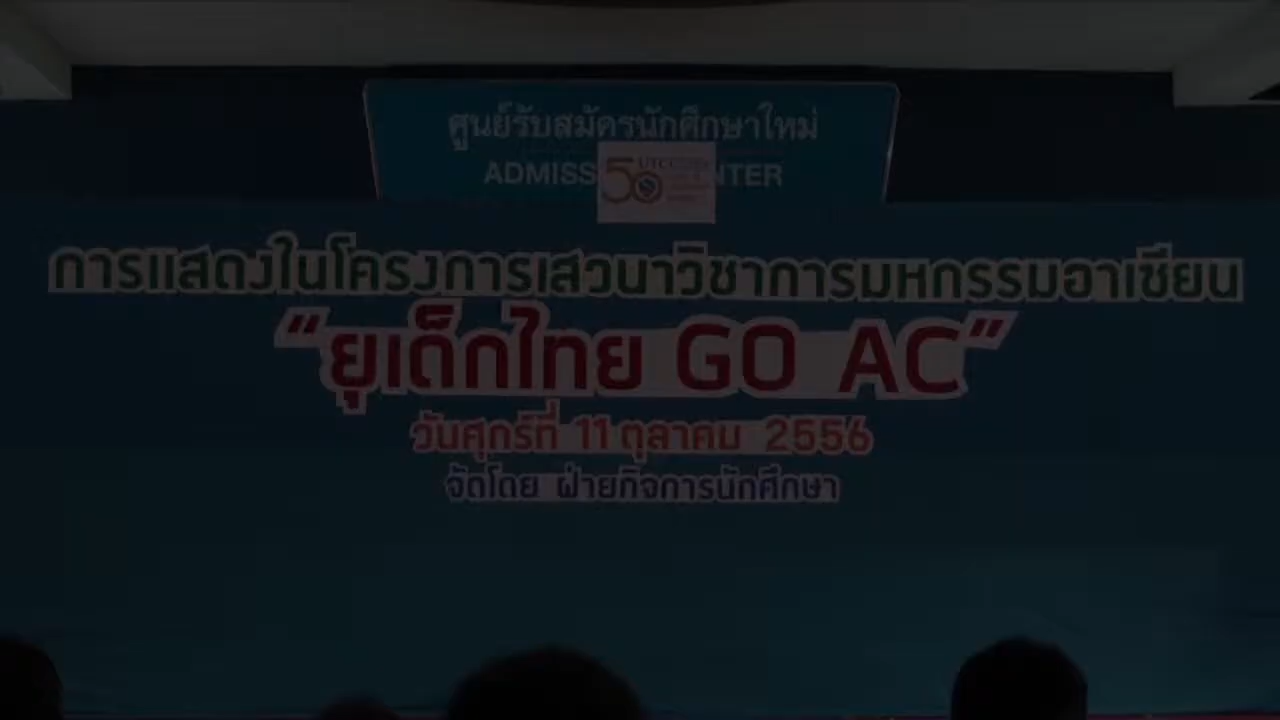 ศูนย์รับสมัครนักศึกษาใหม่
ADMISS NTER
50 UTCC
การแสดงในโครงการเสวนาวิชาการมหกรรมอาเซียน
“ยุเด็กไทย GO AC”
วันศุกร์ที่ 11 ตุลาคม 2556
จัดโดย ฝ่ายกิจการนักศึกษา